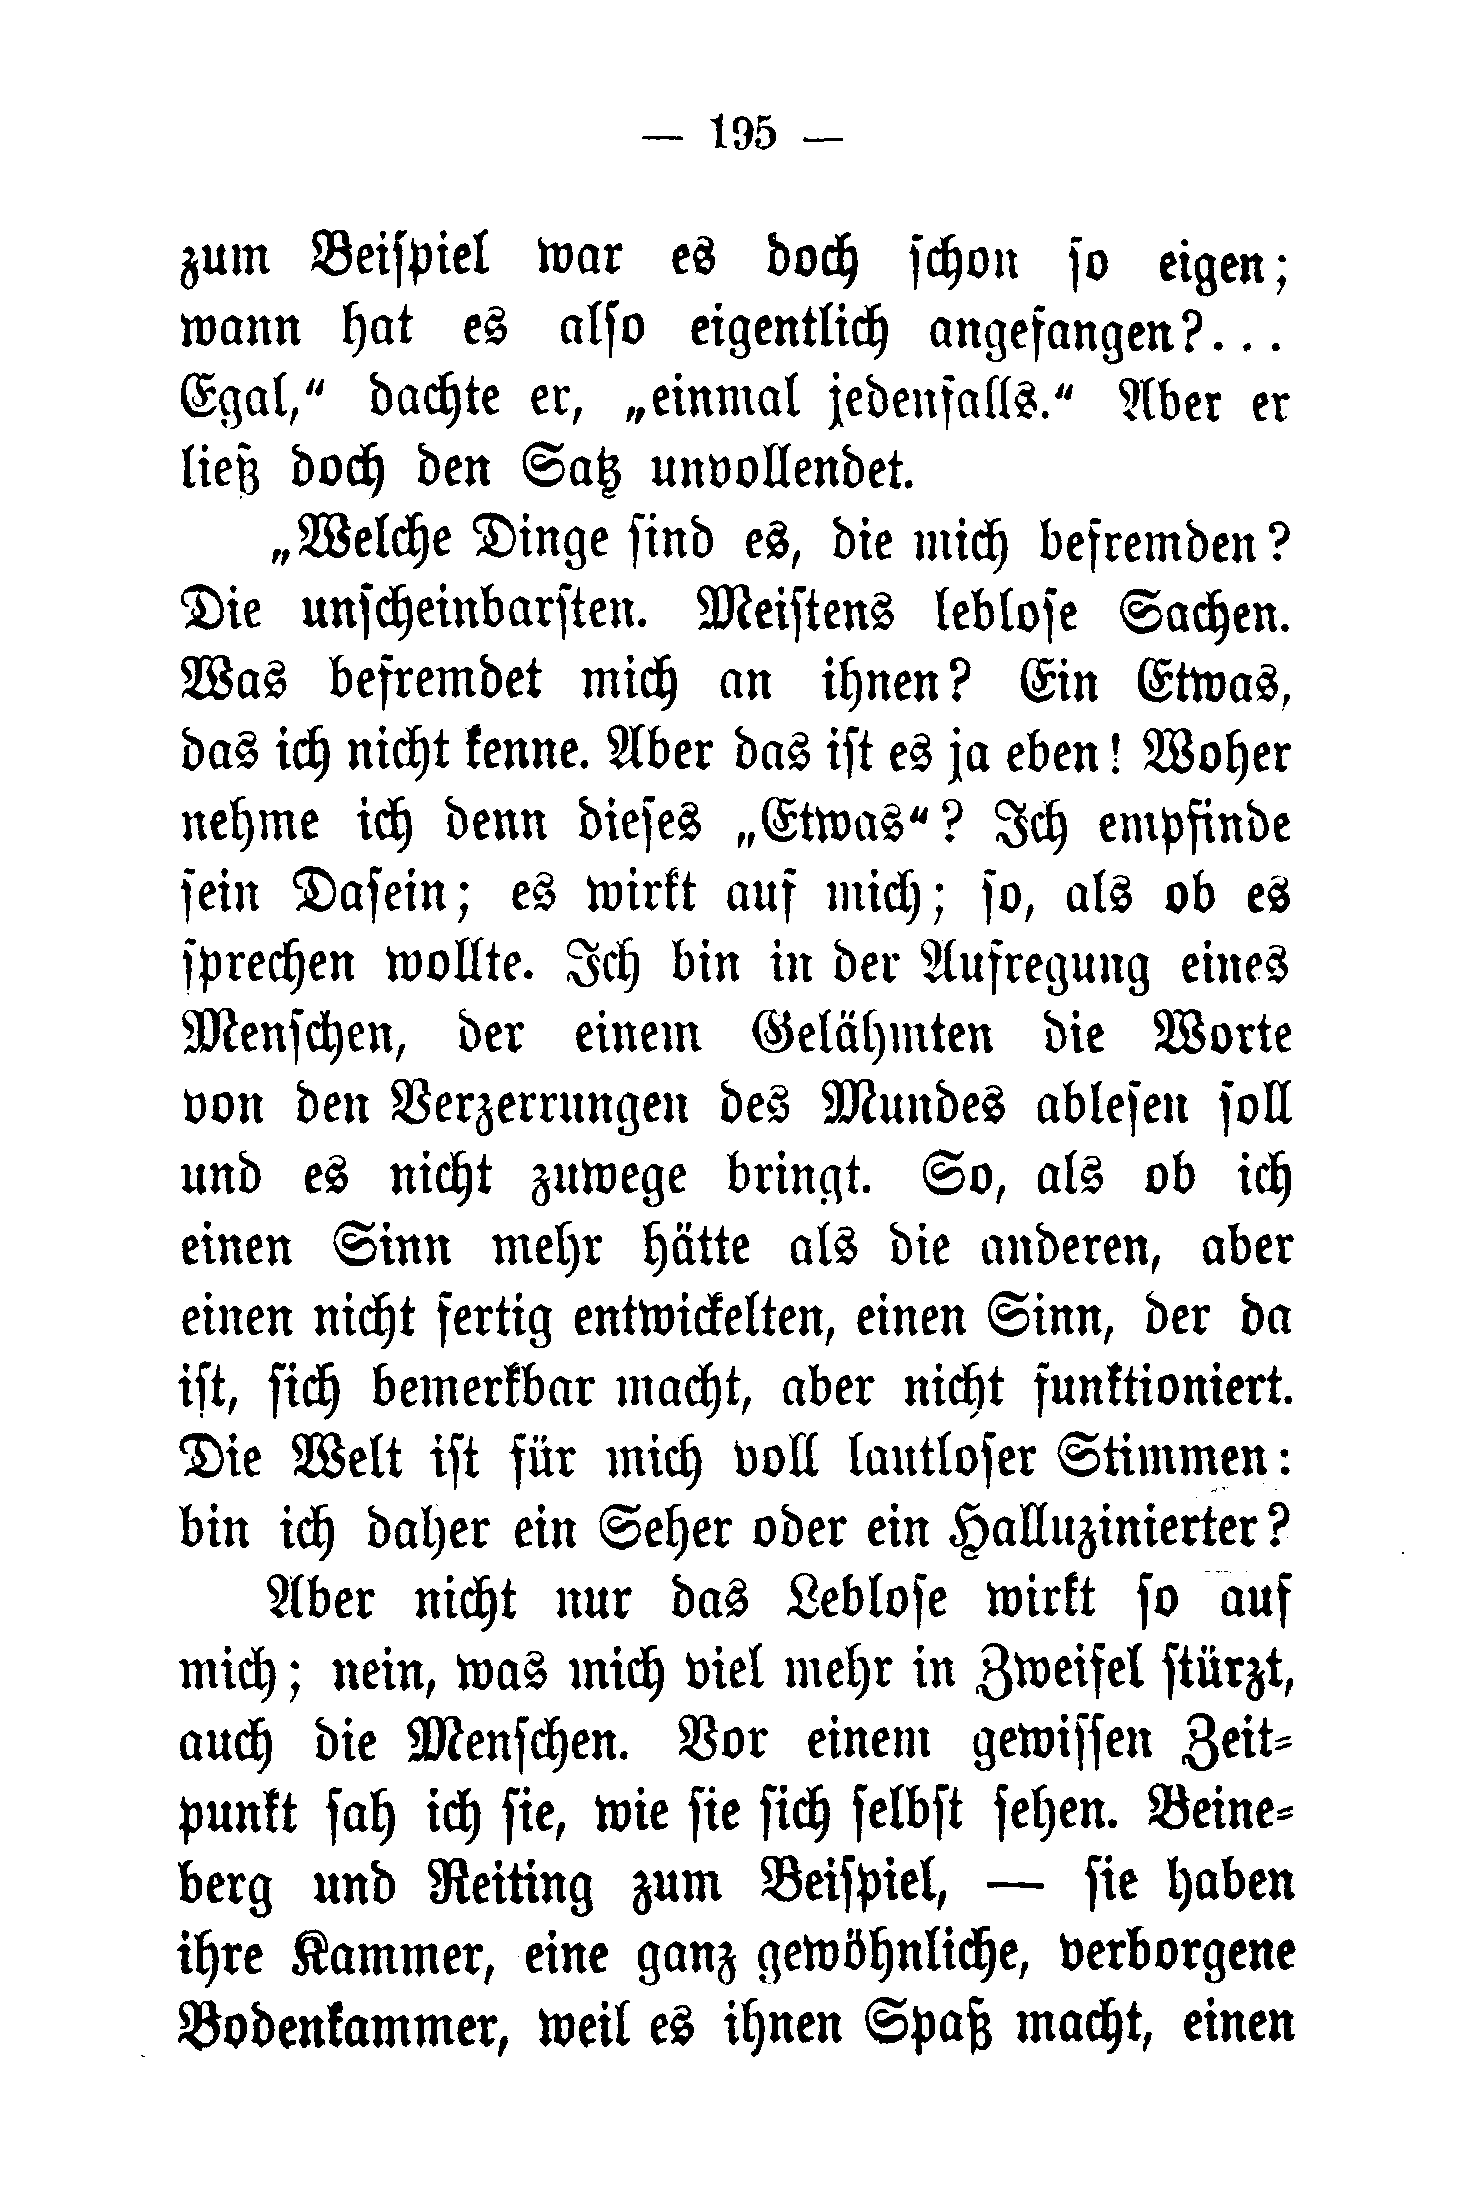 — 195 —
zum Beispiel war es doch schon so eigen;
wann hat es also eigentlich angefangen?...
Egal,“ dachte er, „einmal jedenfalls.“ Aber er
ließ doch den Satz unvollendet.
„Welche Dinge sind es, die mich befremden?
Die unscheinbarsten. Meistens leblose Sachen.
Was befremdet mich an ihnen? Ein Etwas,
das ich nicht kenne. Aber das ist es ja eben! Woher
nehme ich denn dieses „Etwas“? Ich empfinde
sein Dasein; es wirkt auf mich; so, als ob es
sprechen wollte. Ich bin in der Aufregung eines
Menschen, der einem Gelähmten die Worte
von den Verzerrungen des Mundes ablesen soll
und es nicht zuwege bringt. So, als ob ich
einen Sinn mehr hätte als die anderen, aber
einen nicht fertig entwickelten, einen Sinn, der da
ist, sich bemerkbar macht, aber nicht funktioniert.
Die Welt ist für mich voll lautloser Stimmen:
bin ich daher ein Seher oder ein Halluzinierter?
Aber nicht nur das Leblose wirkt so auf
mich; nein, was mich viel mehr in Zweifel stürzt,
auch die Menschen. Vor einem gewissen Zeit-
punkt sah ich sie, wie sie sich selbst sehen. Beine-
berg und Reiting zum Beispiel, — sie haben
ihre Kammer, eine ganz gewöhnliche, verborgene
Bodenkammer, weil es ihnen Spaß macht, einen